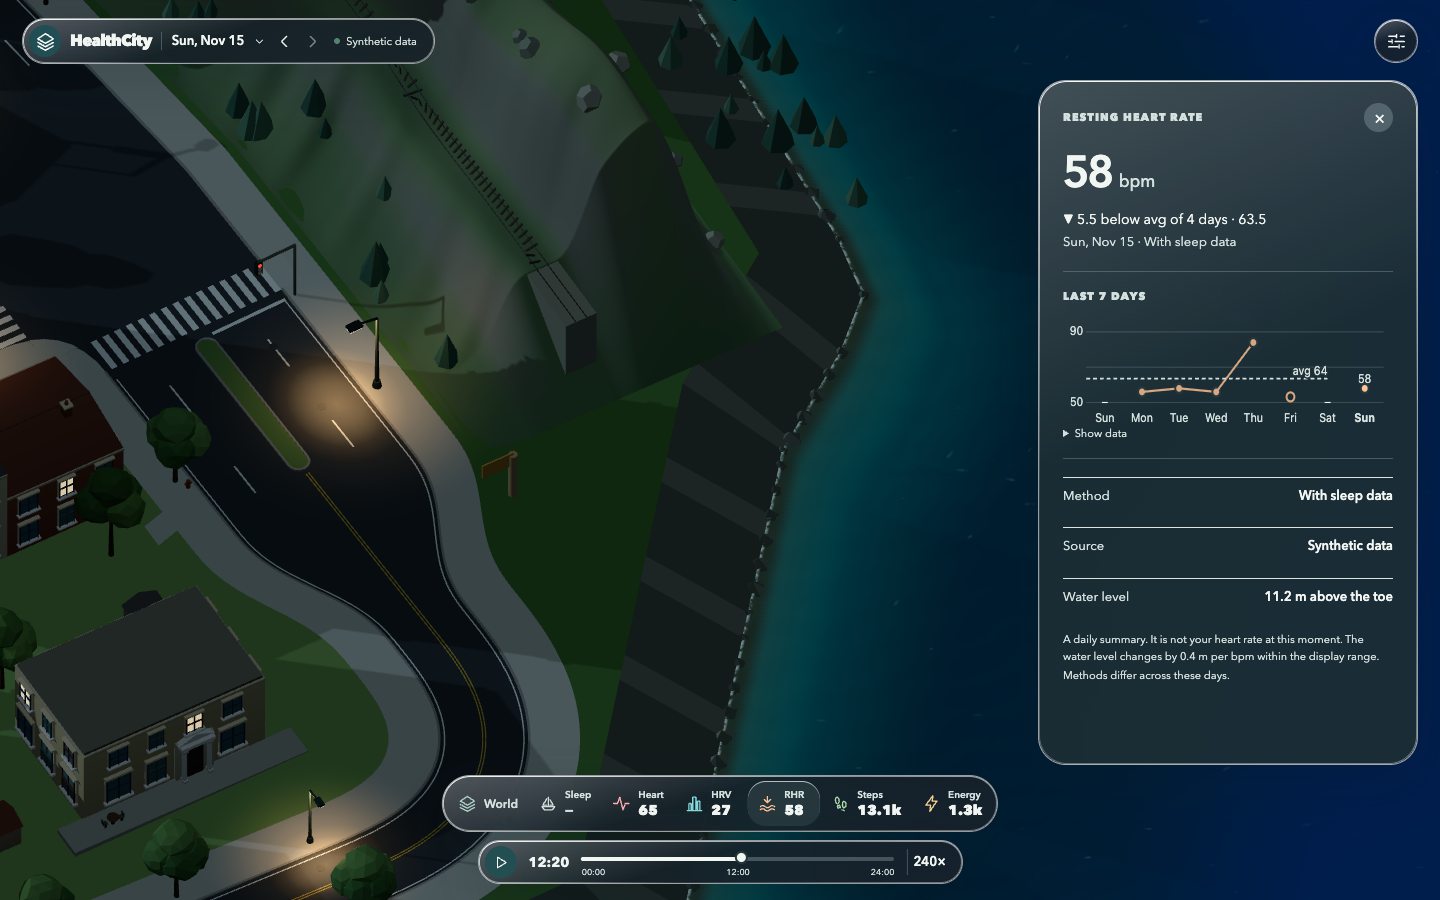 HealthCity Sun, Nov 15 Synthetic data
RESTING HEART RATE
58 bpm
▼ 5.5 below avg of 4 days · 63.5
Sun, Nov 15 · With sleep data
LAST 7 DAYS
90
avg 64
58
50
Sun Mon Tue Wed Thu Fri Sat Sun
▶ Show data
Method With sleep data
Source Synthetic data
Water level 11.2 m above the toe
A daily summary. It is not your heart rate at this moment. The
water level changes by 0.4 m per bpm within the display range.
Methods differ across these days.
World
Sleep
–
Heart
65
HRV
27
RHR
58
Steps
13.1k
Energy
1.3k
12:20
00:00 12:00 24:00
240×